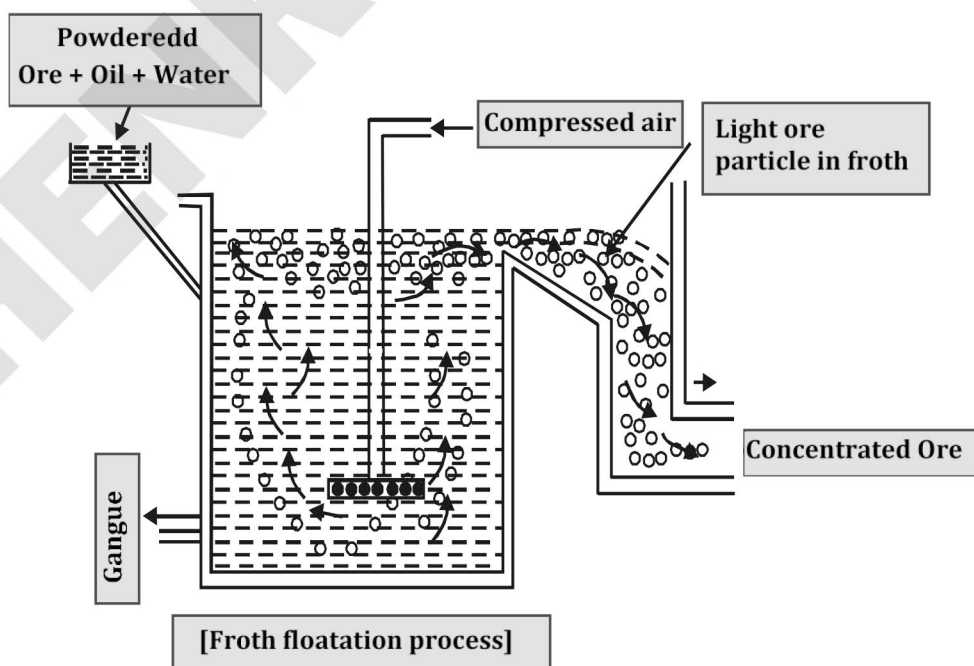 Powderedd
Ore + Oil + Water
Compressed air
Light ore
particle in froth
Concentrated Ore
Gangue
[Froth floatation process]